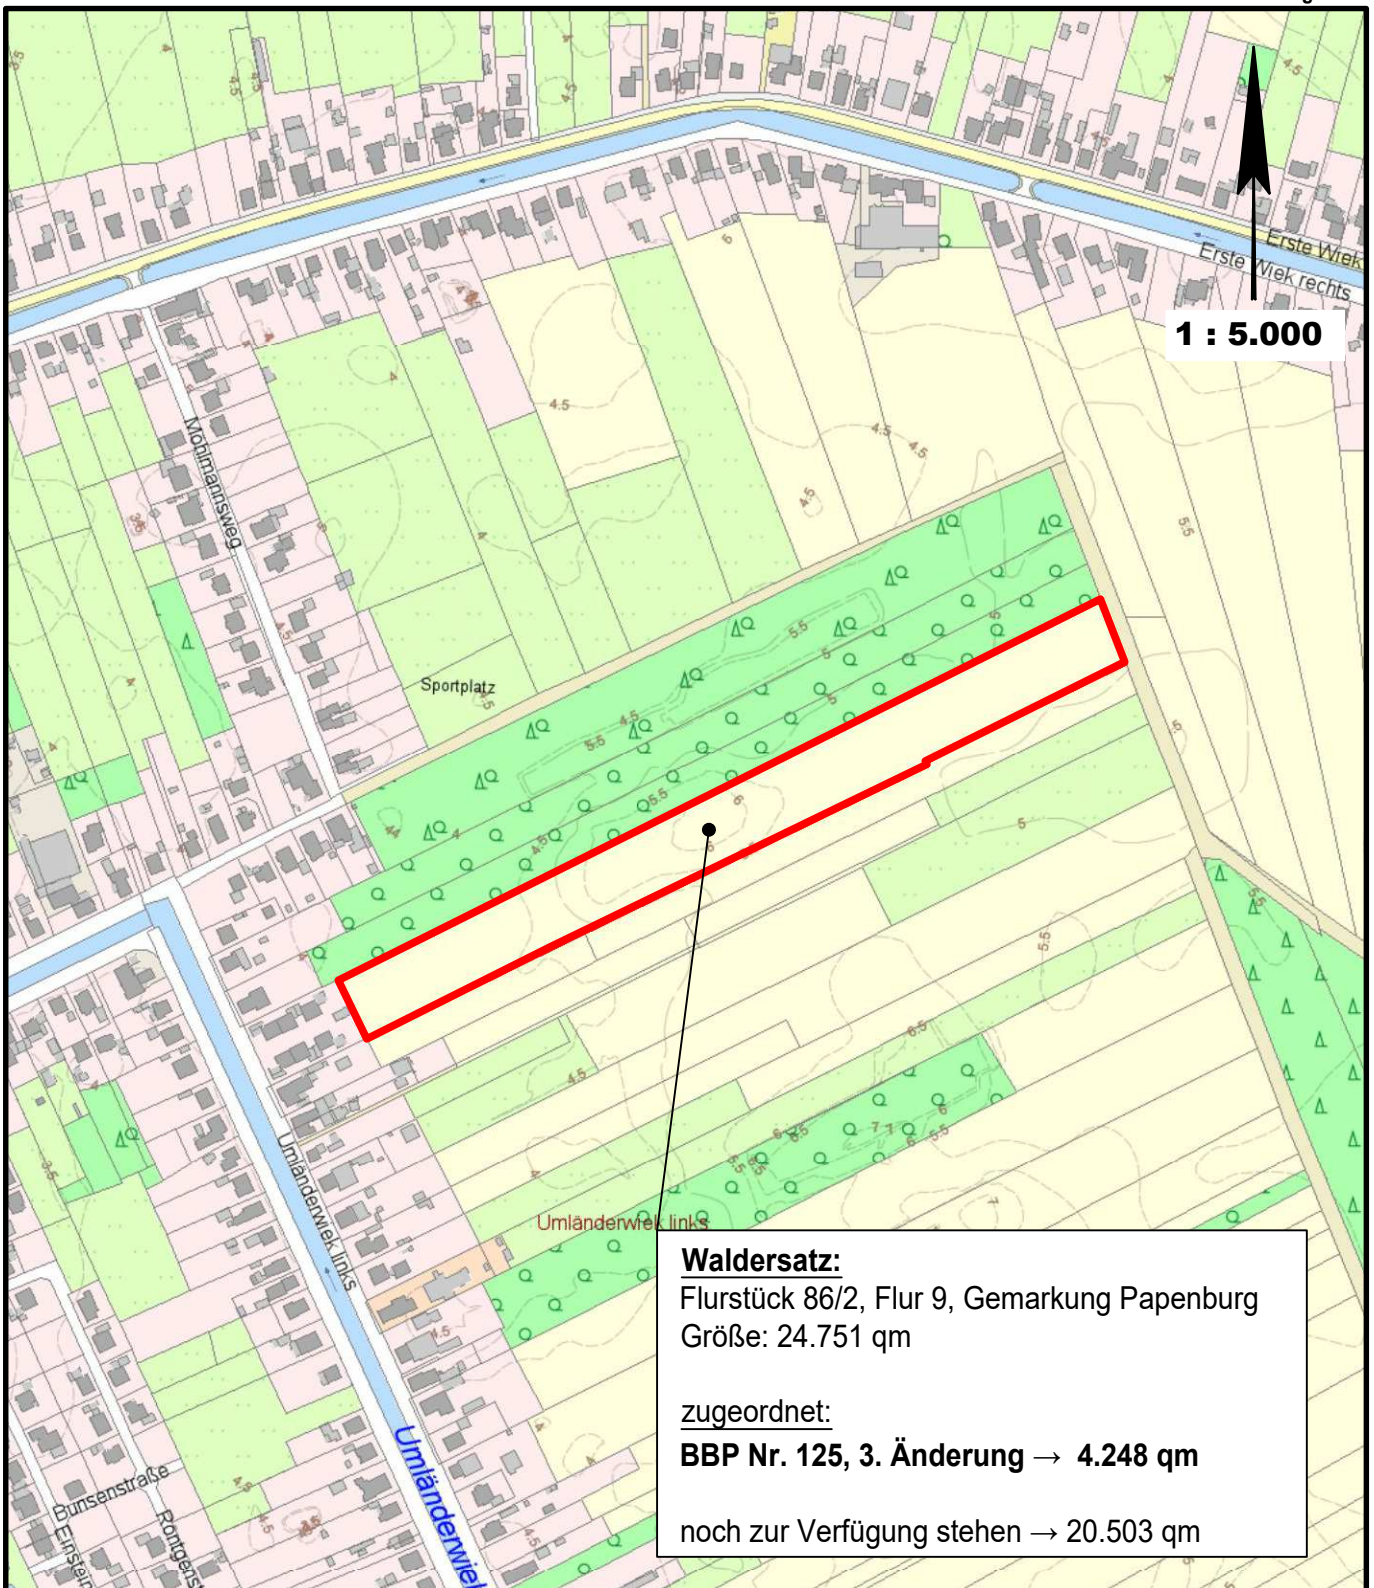 Erste Wiek
Erste Wiek rechts
1 : 5.000
Möhlmannsweg
Sportplatz
Umländerwiek links
Umländerwiek links
Umländerwiek
Bunsenstraße
Waldersatz:
Flurstück 86/2, Flur 9, Gemarkung Papenburg
Größe: 24.751 qm
zugeordnet:
BBP Nr. 125, 3. Änderung → 4.248 qm
noch zur Verfügung stehen → 20.503 qm